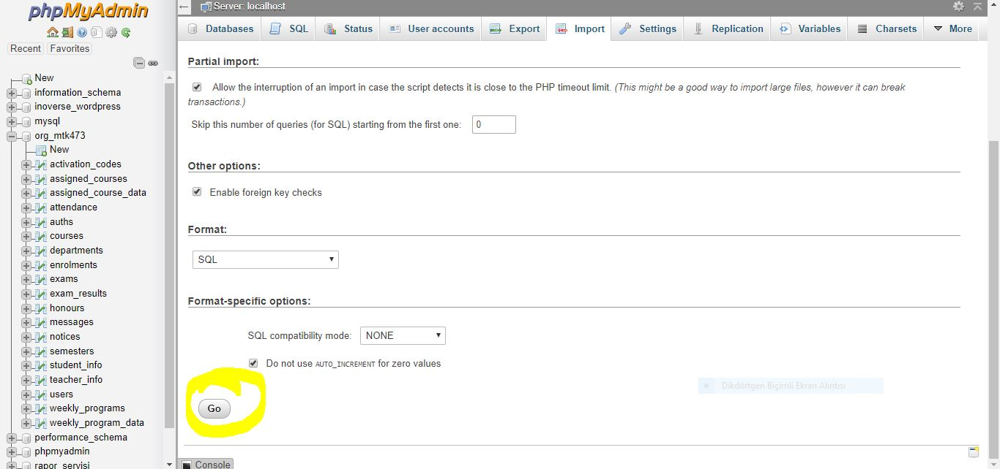 phpMyAdmin
Recent Favorites
New
information_schema
inoverse_wordpress
mysql
org_mtk473
New
activation_codes
assigned_courses
assigned_course_data
attendance
auths
courses
departments
enrolments
exams
exam_results
honours
messages
notices
semesters
student_info
teacher_info
users
weekly_programs
weekly_program_data
performance_schema
phpmyadmin
rapor_servisi
Server: localhost
Databases SQL Status User accounts Export Import Settings Replication Variables Charsets More
Partial import:
Allow the interruption of an import in case the script detects it is close to the PHP timeout limit. (This might be a good way to import large files, however it can break
transactions.)
Skip this number of queries (for SQL) starting from the first one: 0
Other options:
Enable foreign key checks
Format:
SQL
Format-specific options:
SQL compatibility mode: NONE
Do not use AUTO_INCREMENT for zero values
Dikdörtgen Biçimli Ekran Alıntısı
Go
Console